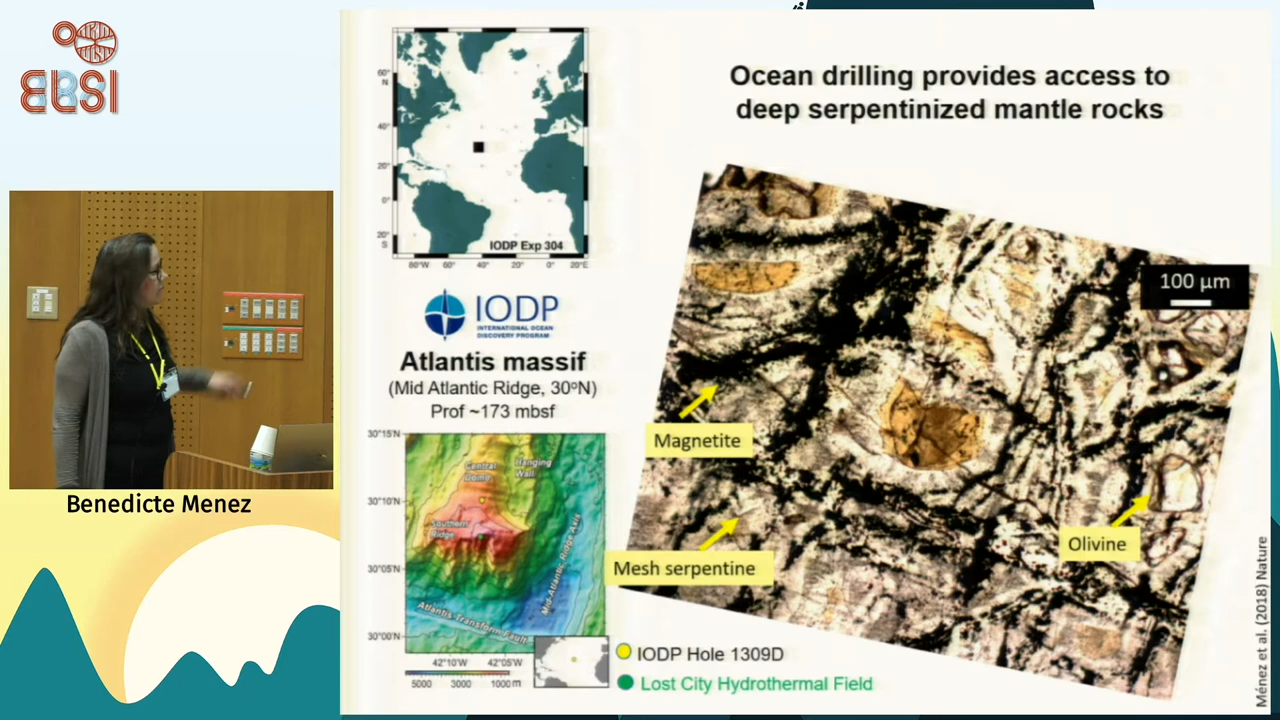 ELSI
Benedicte Menez
Ocean drilling provides access to
deep serpentinized mantle rocks
60°
N
40°
20°
0°
20°
S
IODP Exp 304
80°W
60°
40°
20°
0°
20°E
IODP
INTERNATIONAL OCEAN
DISCOVERY PROGRAM
Atlantis massif
(Mid Atlantic Ridge, 30°N)
Prof ~173 mbsf
30°15'N
30°10'N
30°05'N
30°00'N
Central
Dome
Hanging
Wall
Southern
Ridge
Mid-Atlantic Ridge Axis
Atlantis Transform Fault
42°10'W
42°05'W
5000
3000
1000 m
IODP Hole 1309D
Lost City Hydrothermal Field
100 µm
Magnetite
Mesh serpentine
Olivine
Ménez et al. (2018) Nature